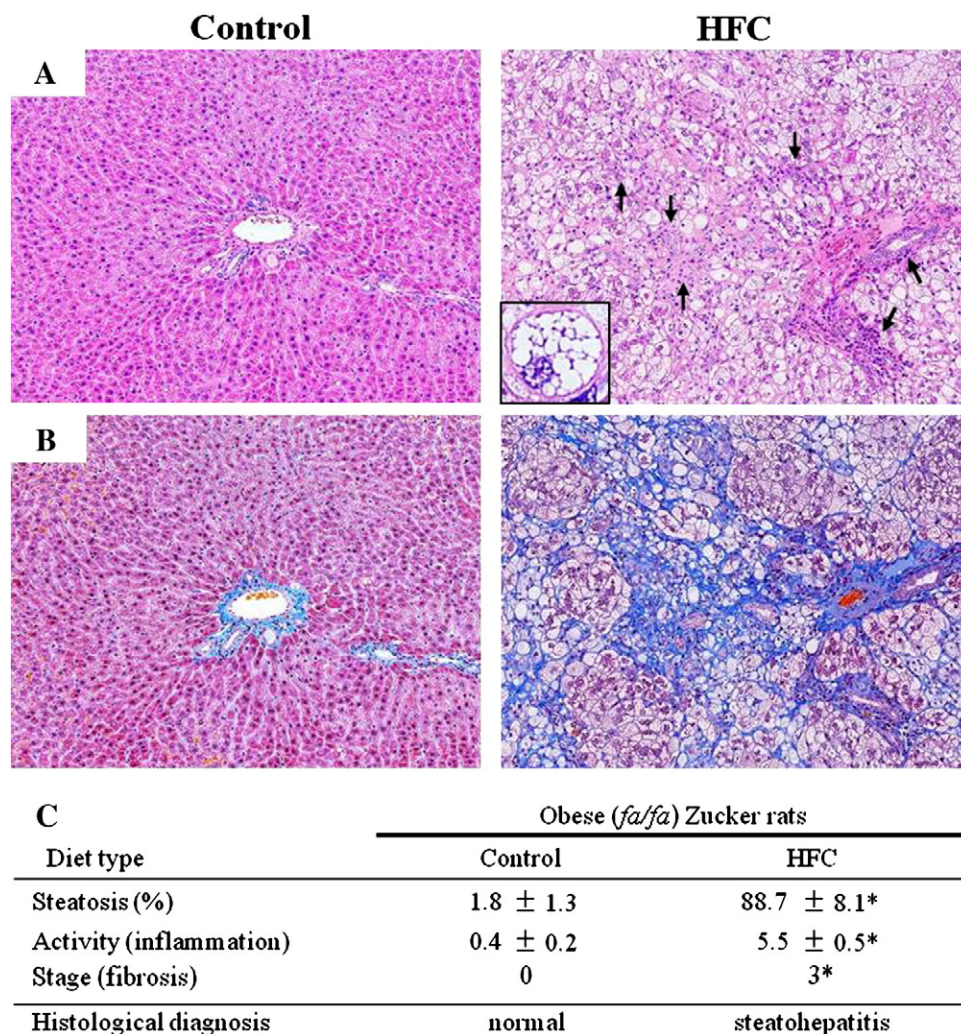 Control HFC
A
B
C
Obese (fa/fa) Zucker rats
Diet type Control HFC
Steatosis (%) 1.8 ± 1.3 88.7 ± 8.1*
Activity (inflammation) 0.4 ± 0.2 5.5 ± 0.5*
Stage (fibrosis) 0 3*
Histological diagnosis normal steatohepatitis